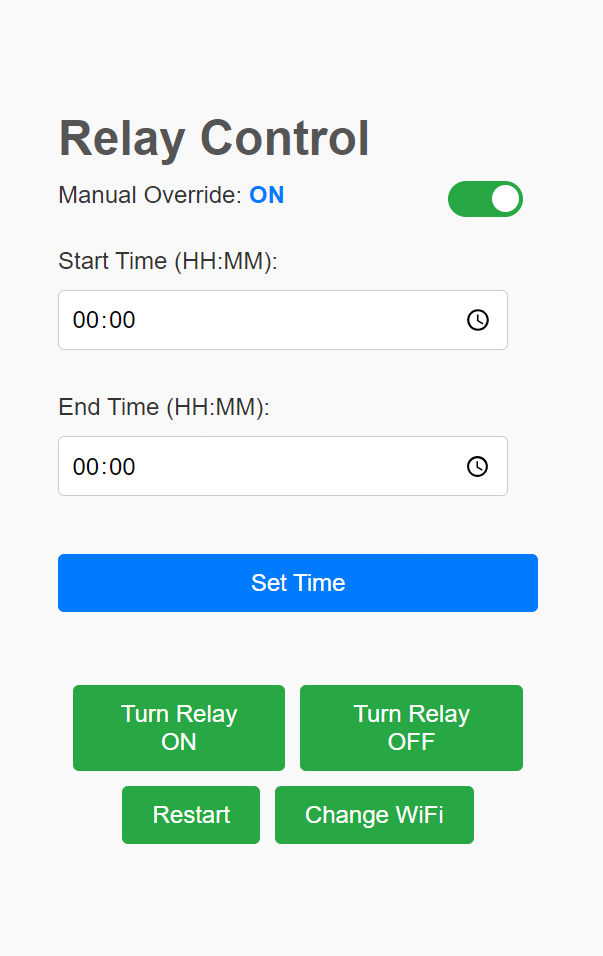 Relay Control
Manual Override: ON
Start Time (HH:MM):
00:00
End Time (HH:MM):
00:00
Set Time
Turn Relay
ON
Turn Relay
OFF
Restart
Change WiFi